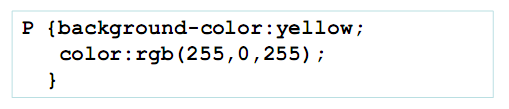 P {background-color:yellow;
color:rgb(255,0,255);
}